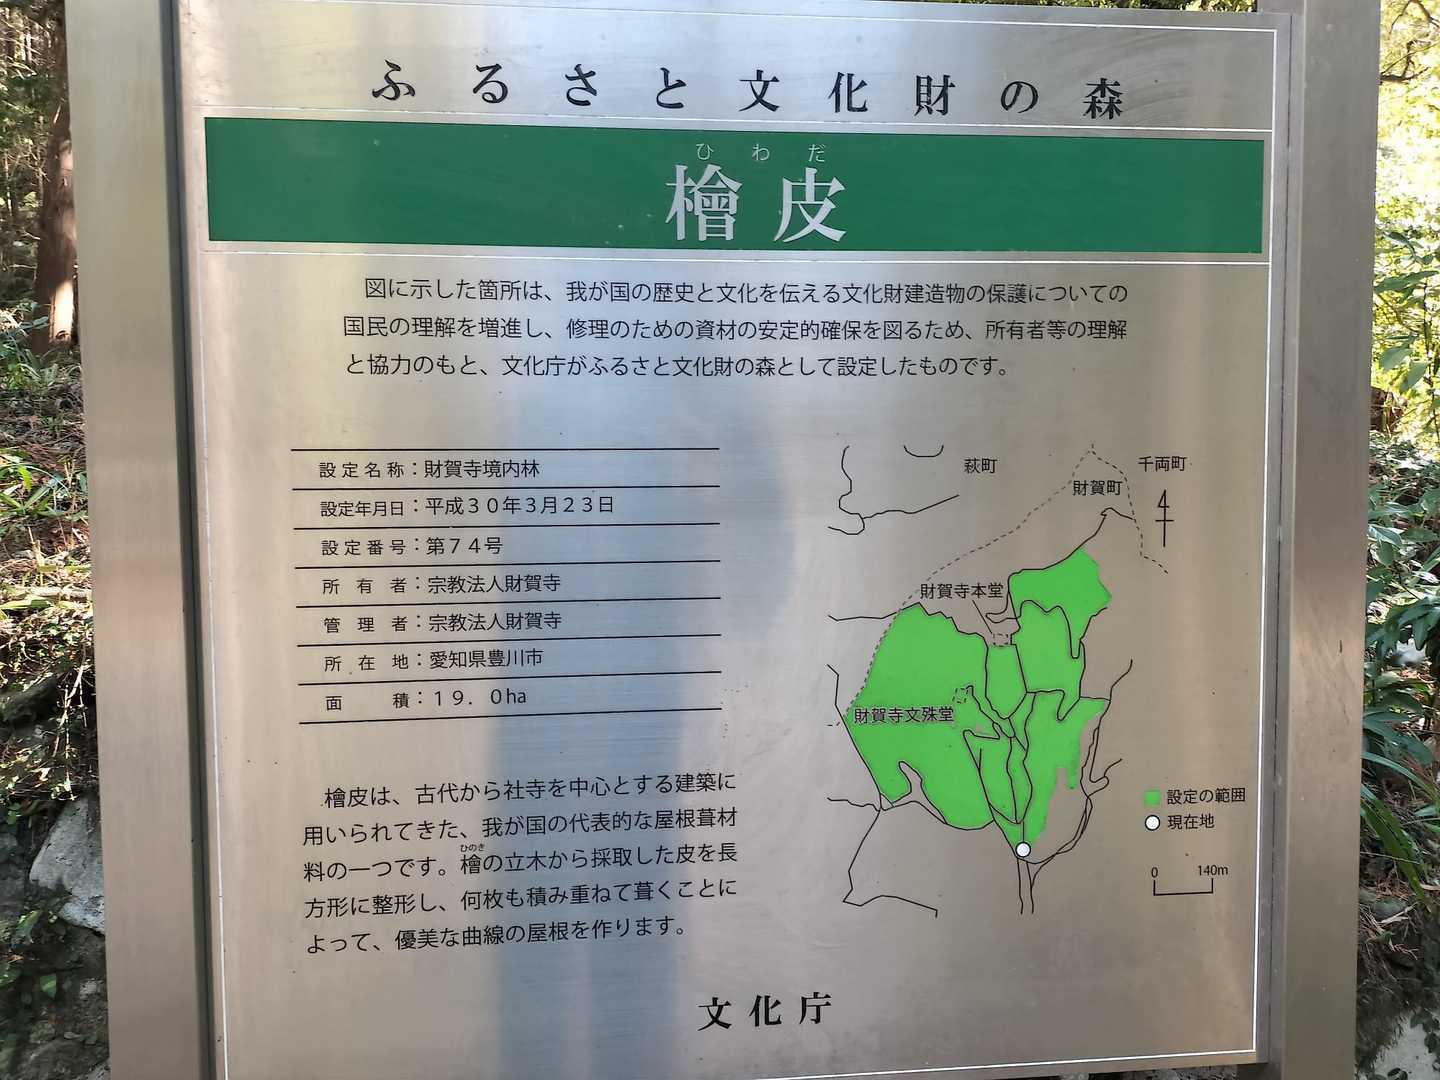 ふるさと文化財の森
ひわだ
檜皮
図に示した箇所は、我が国の歴史と文化を伝える文化財建造物の保護についての
国民の理解を増進し、修理のための資材の安定的確保を図るため、所有者等の理解
と協力のもと、文化庁がふるさと文化財の森として設定したものです。
設定名称：財賀寺境内林
設定年月日：平成３０年３月２３日
設定番号：第７４号
所有者：宗教法人財賀寺
管理者：宗教法人財賀寺
所在地：愛知県豊川市
面積：１９．０ha
檜皮は、古代から社寺を中心とする建築に
用いられてきた、我が国の代表的な屋根葺材
料の一つです。檜の立木から採取した皮を長
ひのき
方形に整形し、何枚も積み重ねて葺くことに
よって、優美な曲線の屋根を作ります。
萩町
千両町
財賀町
4
財賀寺本堂
財賀寺文殊堂
設定の範囲
現在地
0 140m
文化庁